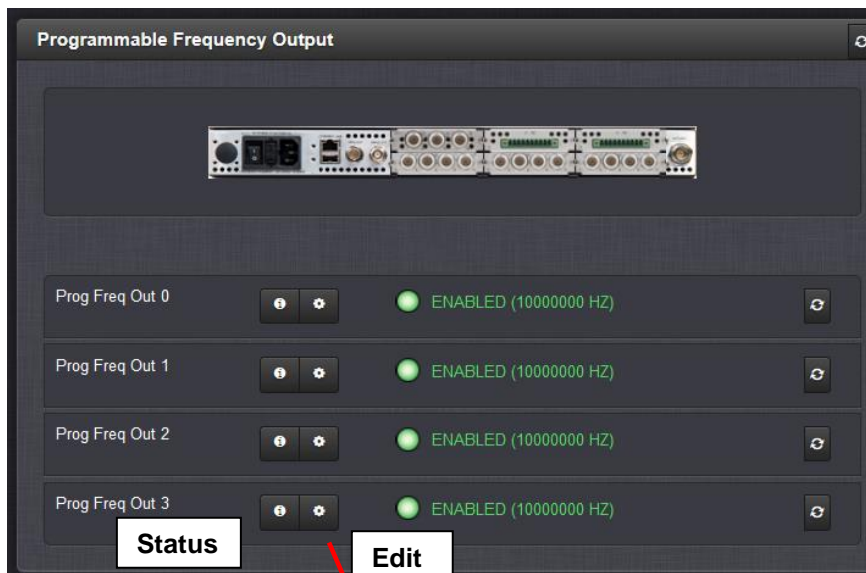 Programmable Frequency Output
Prog Freq Out 0 ENABLED (10000000 HZ)
Prog Freq Out 1 ENABLED (10000000 HZ)
Prog Freq Out 2 ENABLED (10000000 HZ)
Prog Freq Out 3 ENABLED (10000000 HZ)
Status
Edit